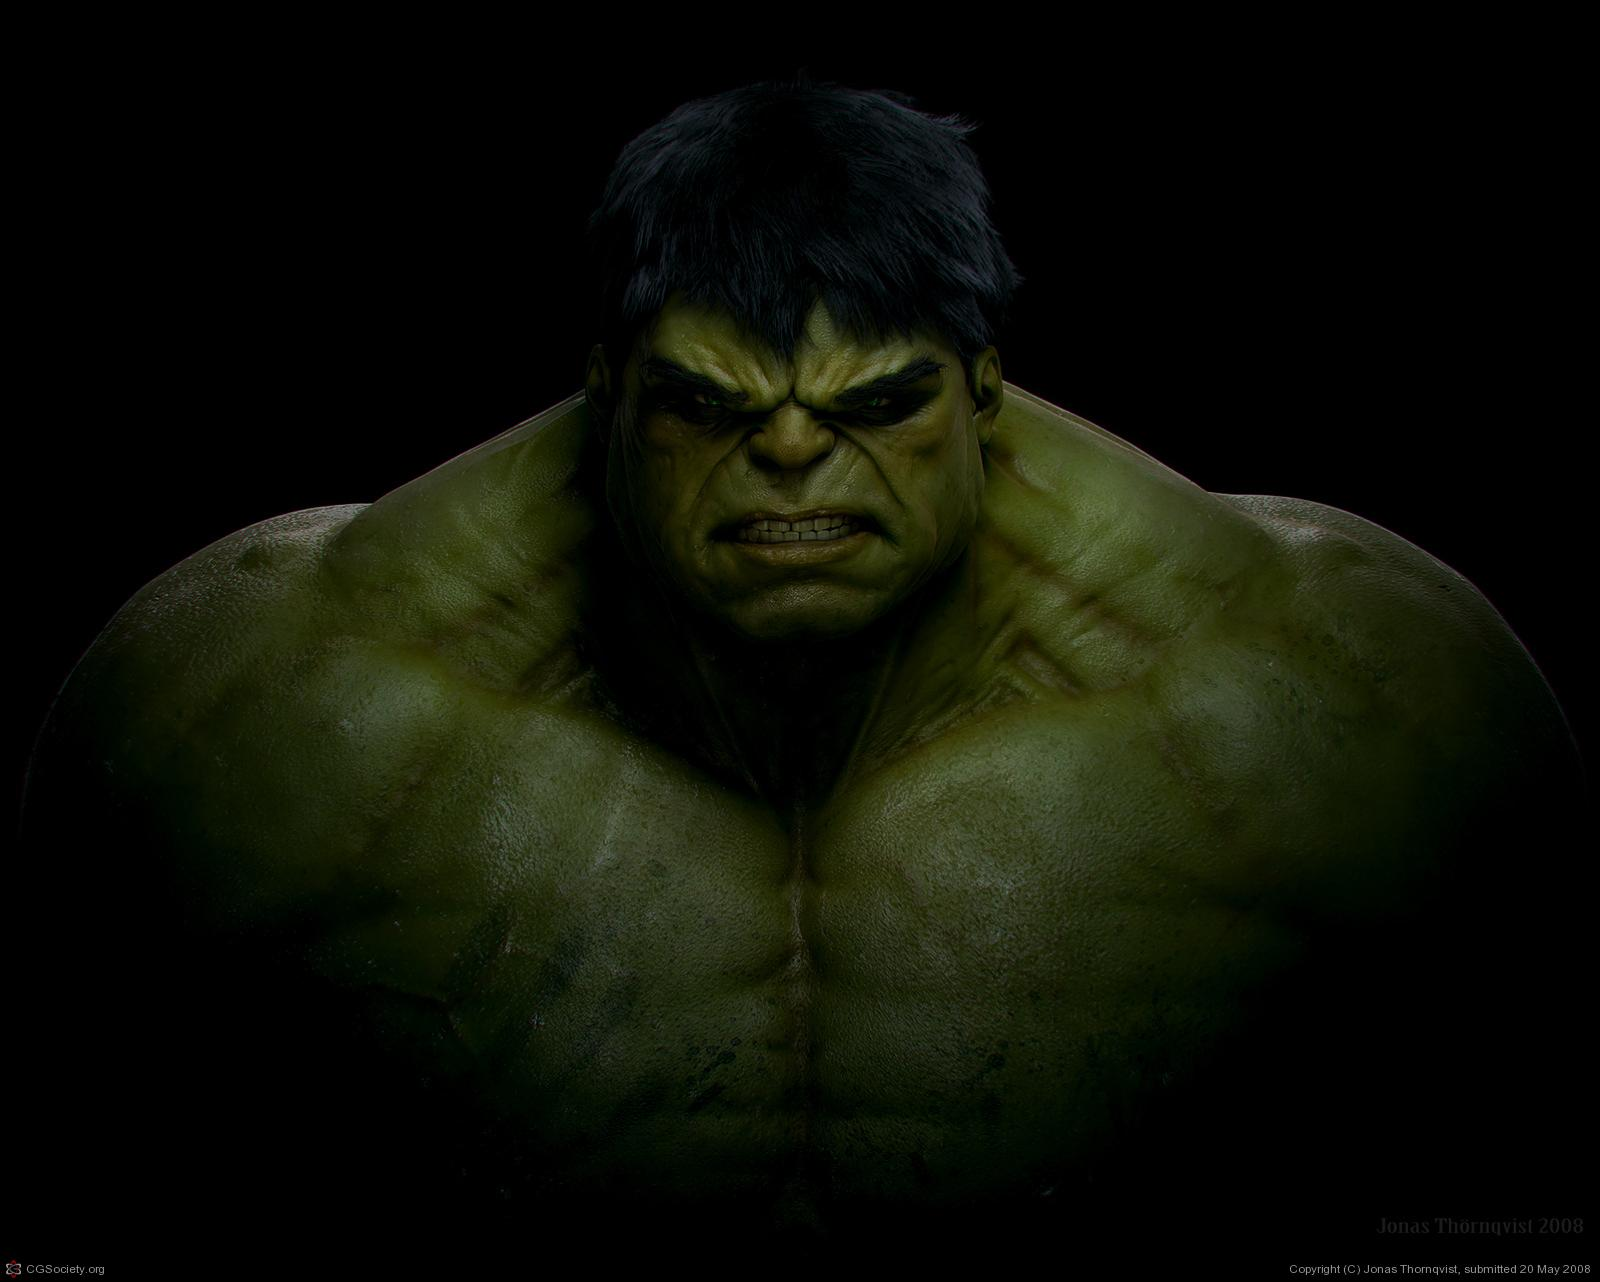 Jonas Thörnqvist 2008
CGSociety.org
Copyright (C) Jonas Thornqvist, submitted 20 May 2008